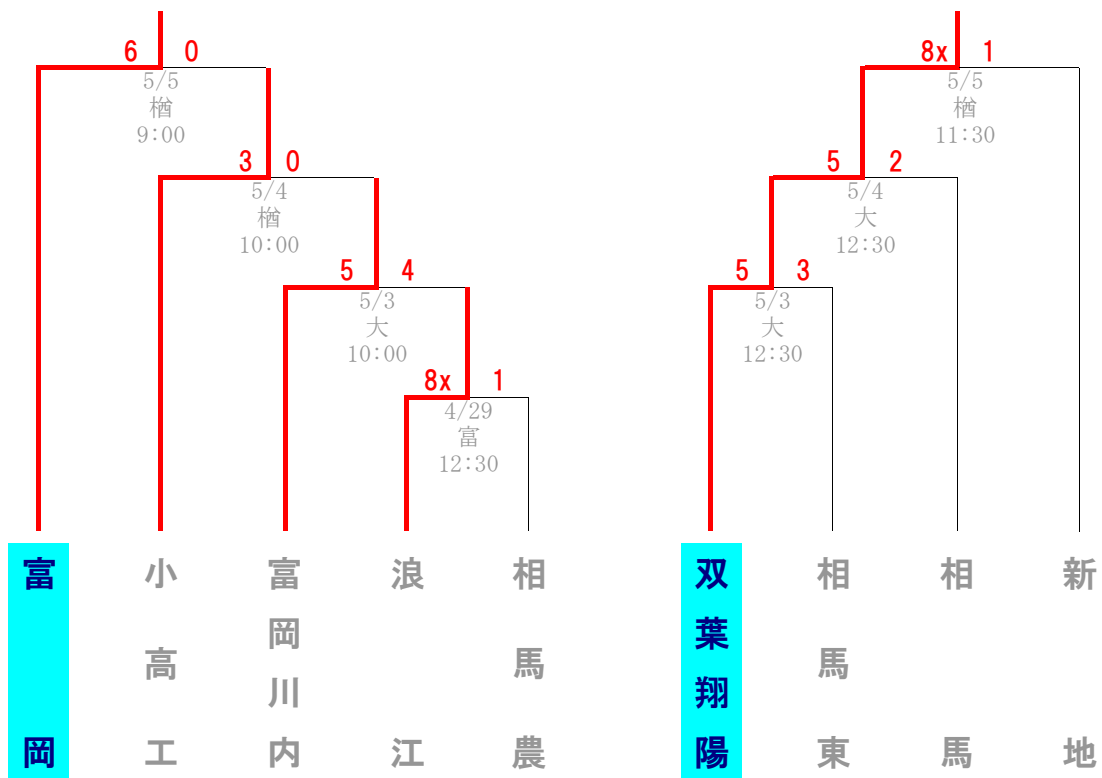 6 0
5/5
楢
9:00
3 0
5/4
楢
10:00
5 4
5/3
大
10:00
8x 1
4/29
富
12:30
8x 1
5/5
楢
11:30
5 2
5/4
大
12:30
5 3
5/3
大
12:30
富岡
小高工
富岡川内
浪江
相馬農
双葉翔陽
相馬東
相馬
新地